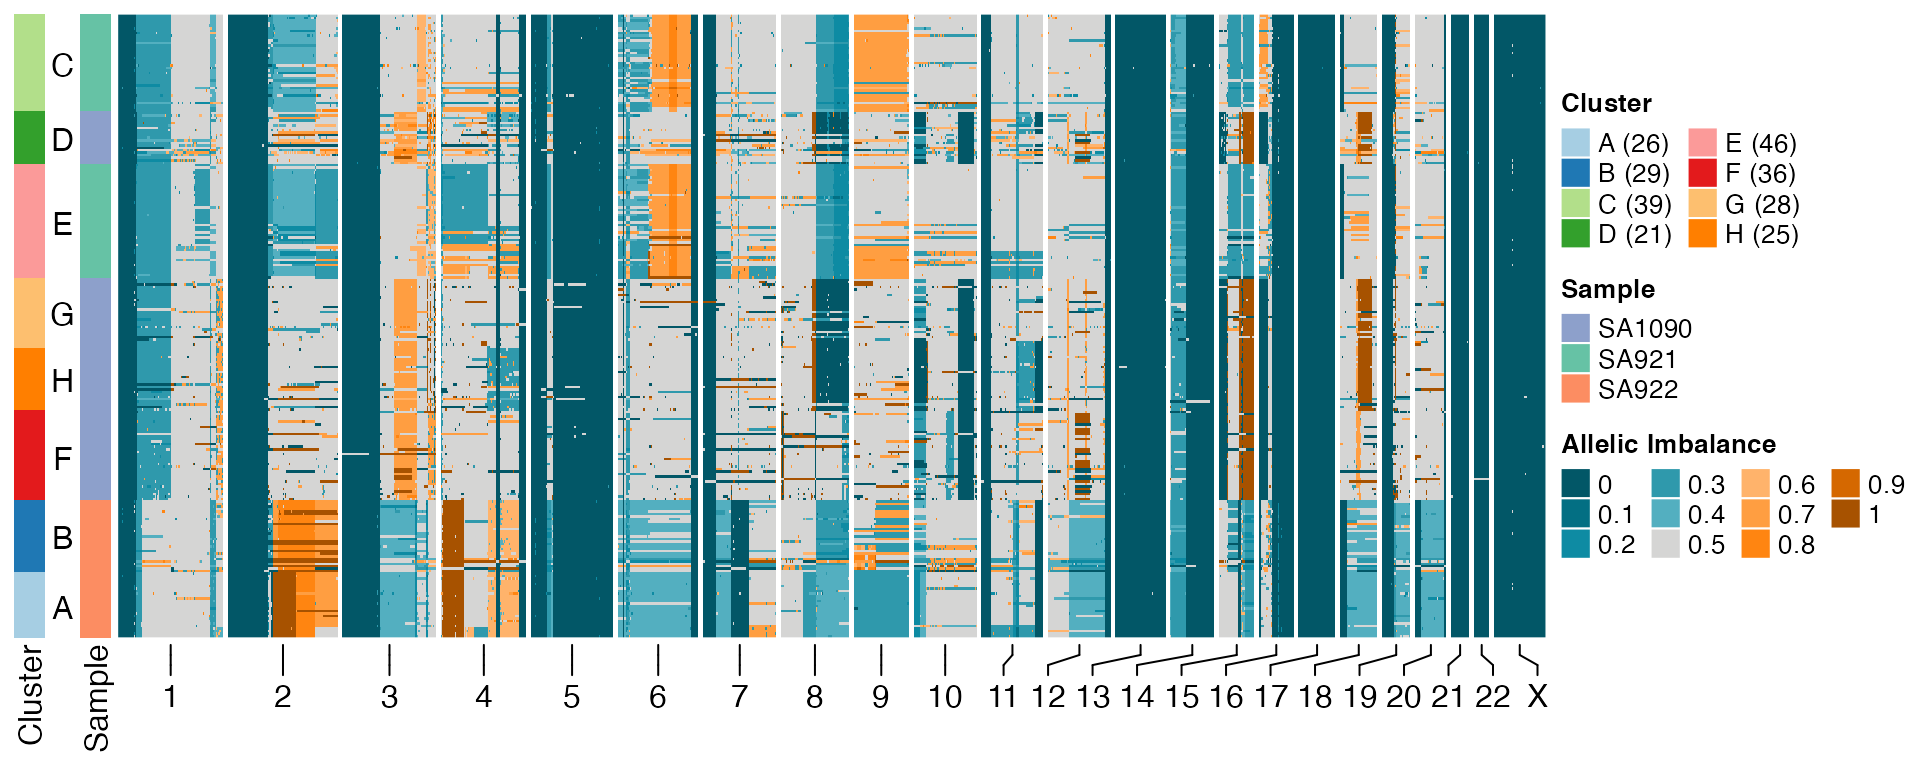 C
D
E
G
H
F
B
A
Cluster
Sample
1 2 3 4 5 6 7 8 9 10 11 12 13 14 15 16 17 18 19 20 21 22 X
Cluster
A (26) E (46)
B (29) F (36)
C (39) G (28)
D (21) H (25)
Sample
SA1090
SA921
SA922
Allelic Imbalance
0 0.3 0.6 0.9
0.1 0.4 0.7 1
0.2 0.5 0.8